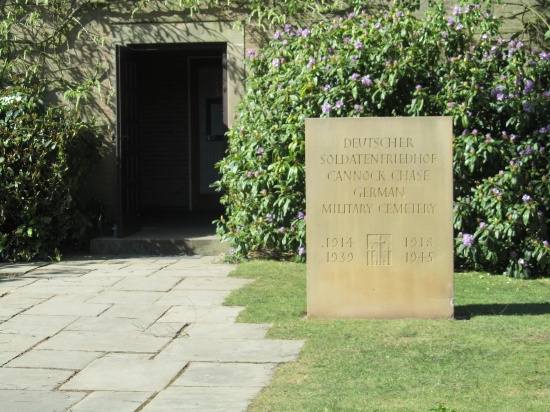 DEUTSCHER
SOLDATENFRIEDHOF
CANNOCK CHASE
GERMAN
MILITARY CEMETERY
1914 1918
1939 1945